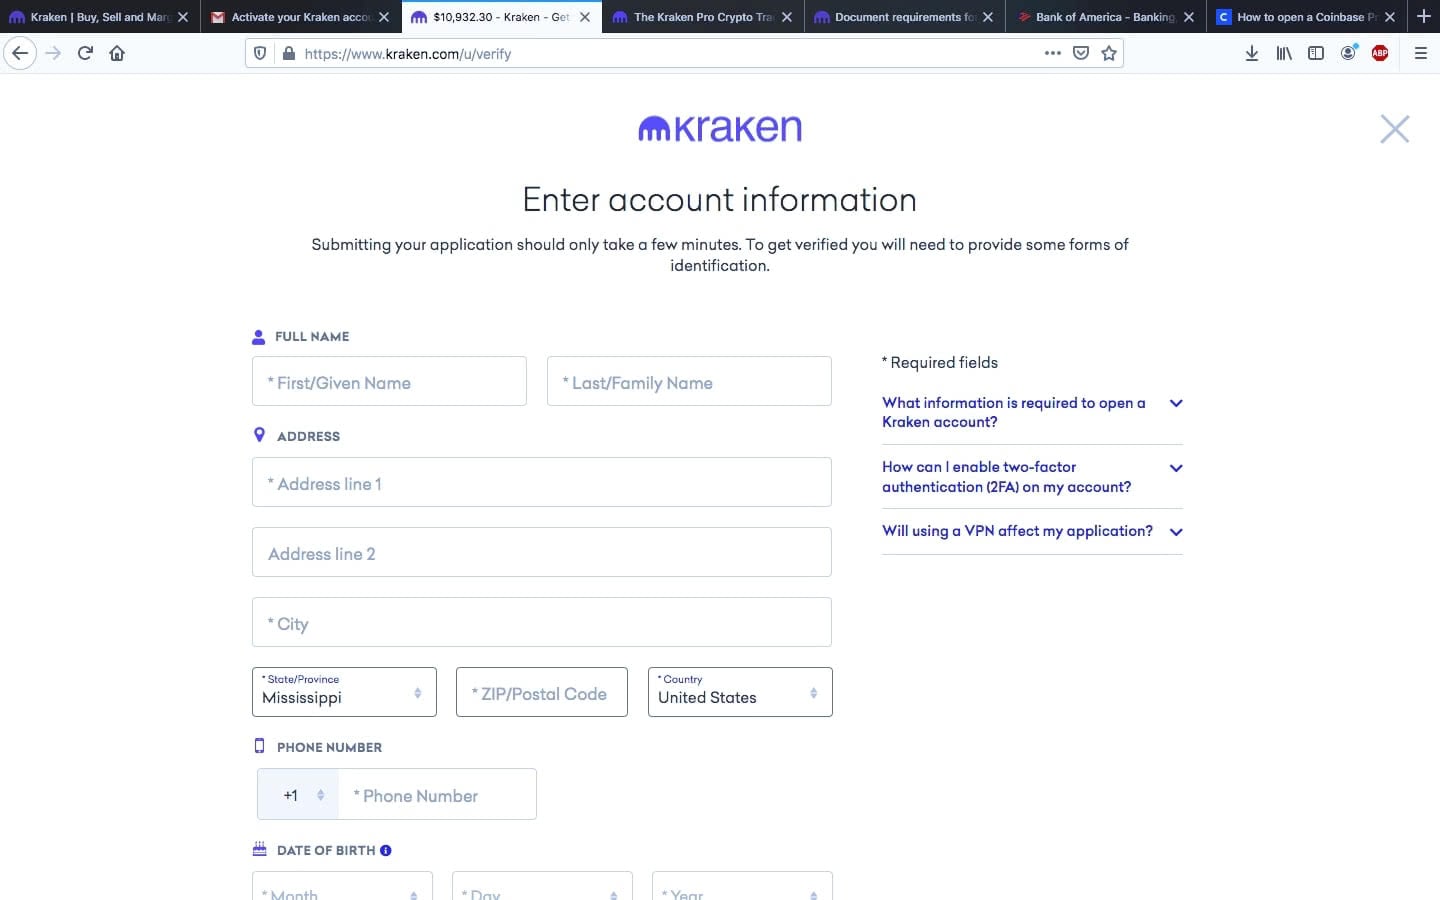 Kraken | Buy, Sell and Marg
Activate your Kraken accou
$10,932.30 - Kraken - Get
The Kraken Pro Crypto Tra
Document requirements fo
Bank of America - Banking,
How to open a Coinbase Pr
https://www.kraken.com/u/verify
ABP
kraken
Enter account information
Submitting your application should only take a few minutes. To get verified you will need to provide some forms of
identification.
FULL NAME
* First/Given Name
* Last/Family Name
ADDRESS
* Address line 1
Address line 2
* City
* State/Province
Mississippi
* ZIP/Postal Code
* Country
United States
PHONE NUMBER
+1
* Phone Number
DATE OF BIRTH
* Month
* Day
* Year
* Required fields
What information is required to open a
Kraken account?
How can I enable two-factor
authentication (2FA) on my account?
Will using a VPN affect my application?